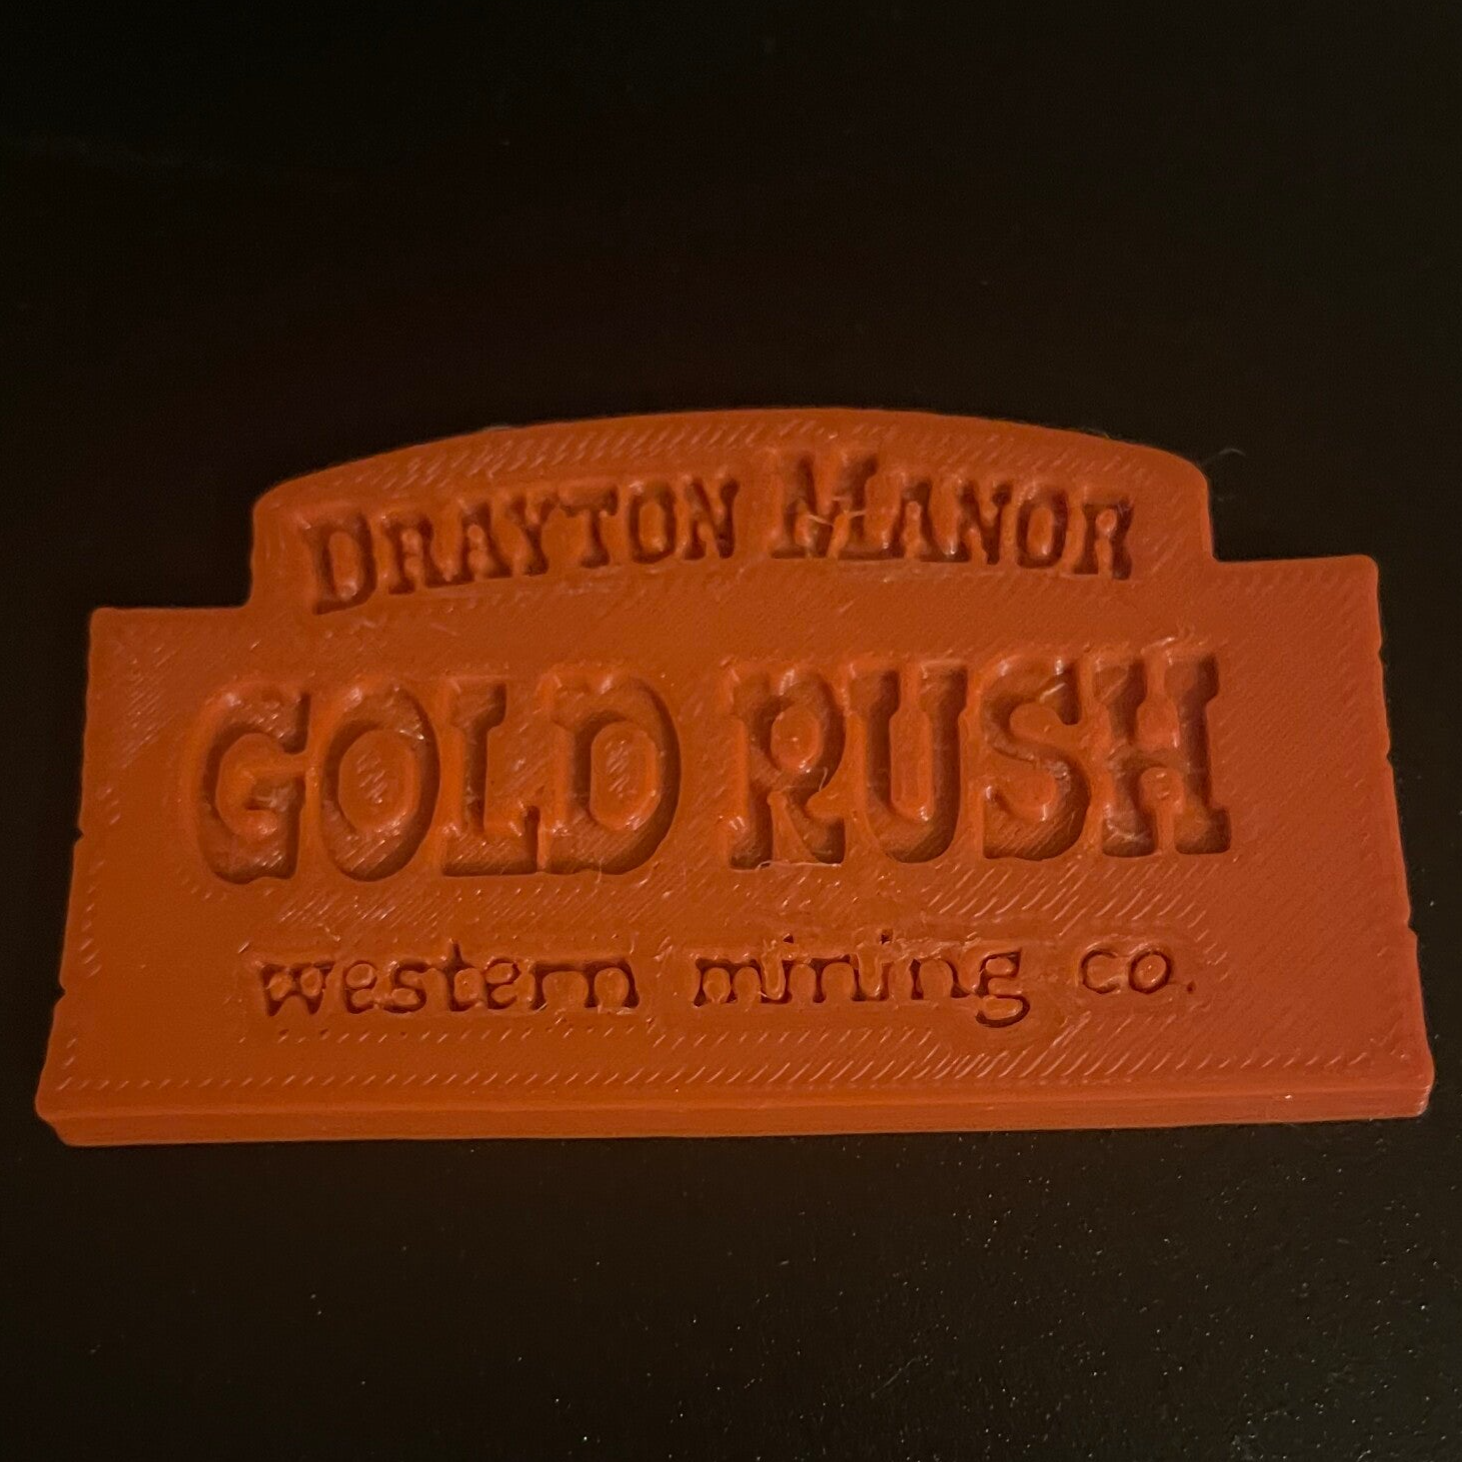 DRAYTON MANOR
GOLD RUSH
western mining co.